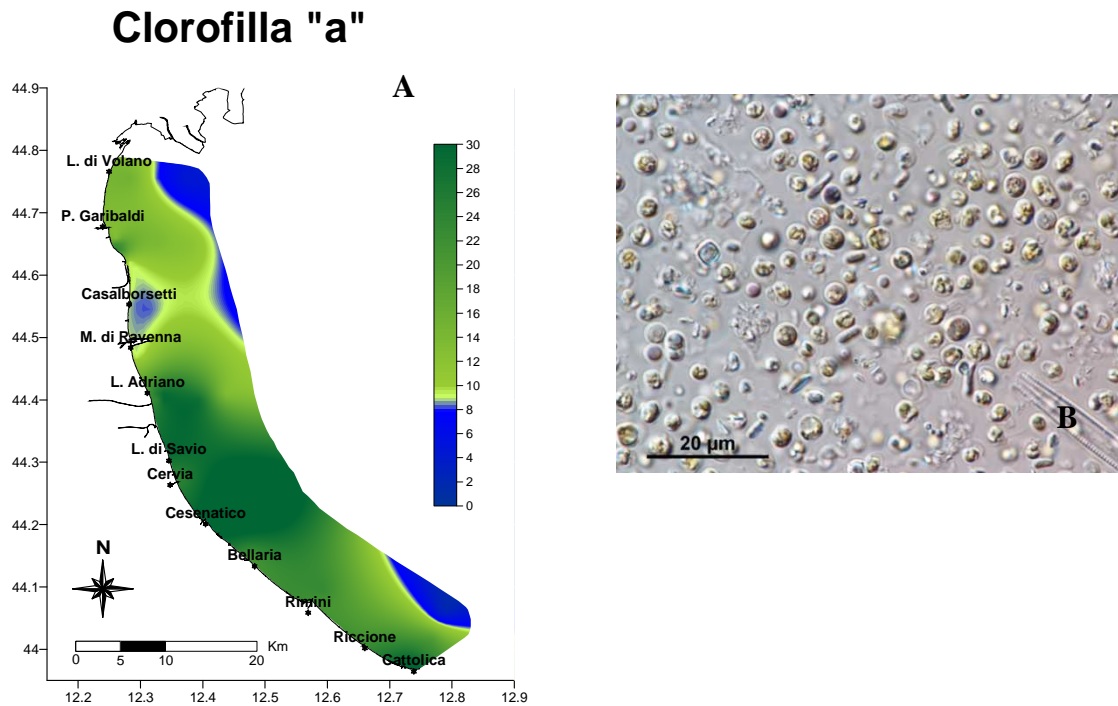 Clorofilla "a"
A
44.9
44.8
44.7
44.6
44.5
44.4
44.3
44.2
44.1
44
L. di Volano
P. Garibaldi
Casalborsetti
M. di Ravenna
L. Adriano
L. di Savio
Cervia
Cesenatico
Bellaria
Rimini
Riccione
Cattolica
30
28
26
24
22
20
18
16
14
12
10
8
6
4
2
0
N
Km
0 5 10 20
12.2 12.3 12.4 12.5 12.6 12.7 12.8 12.9
20 µm
B